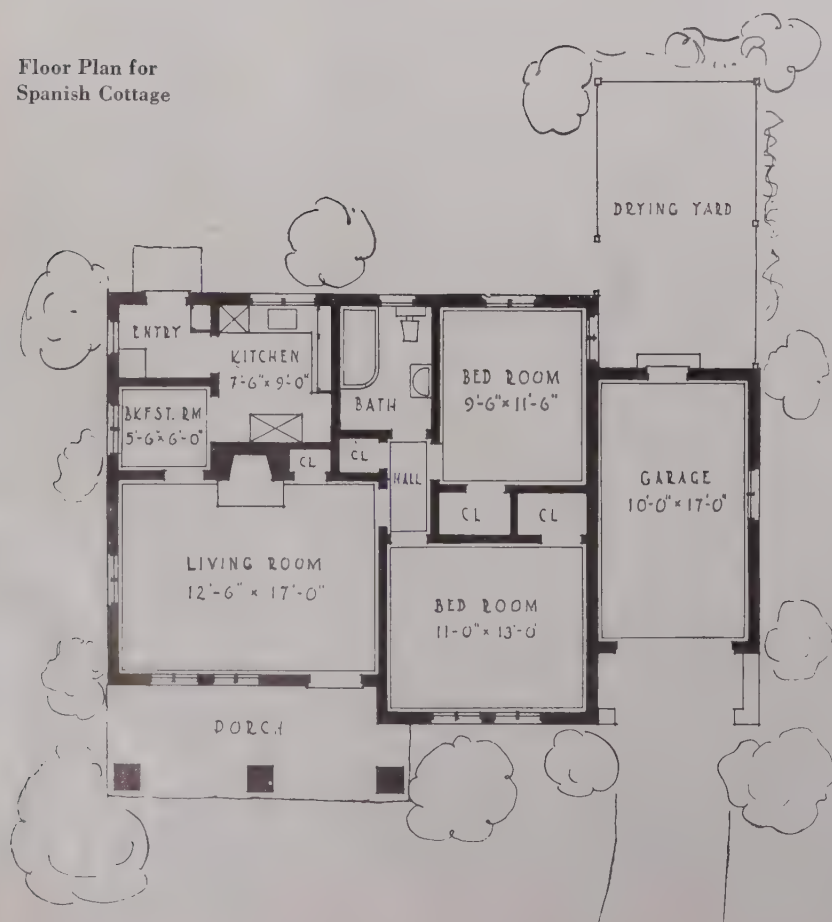 Floor Plan for
Spanish Cottage
DRYING YARD
ENTRY
KITCHEN
7'-6" x 9'-0"
BKFST. RM
5'-6" x 6'-0"
BATH
BED ROOM
9'-6" x 11'-6"
CL
CL
HALL
CL
CL
GARAGE
10'-0" x 17'-0"
LIVING ROOM
12'-6" x 17'-0"
BED ROOM
11'-0" x 13'-0"
PORCH